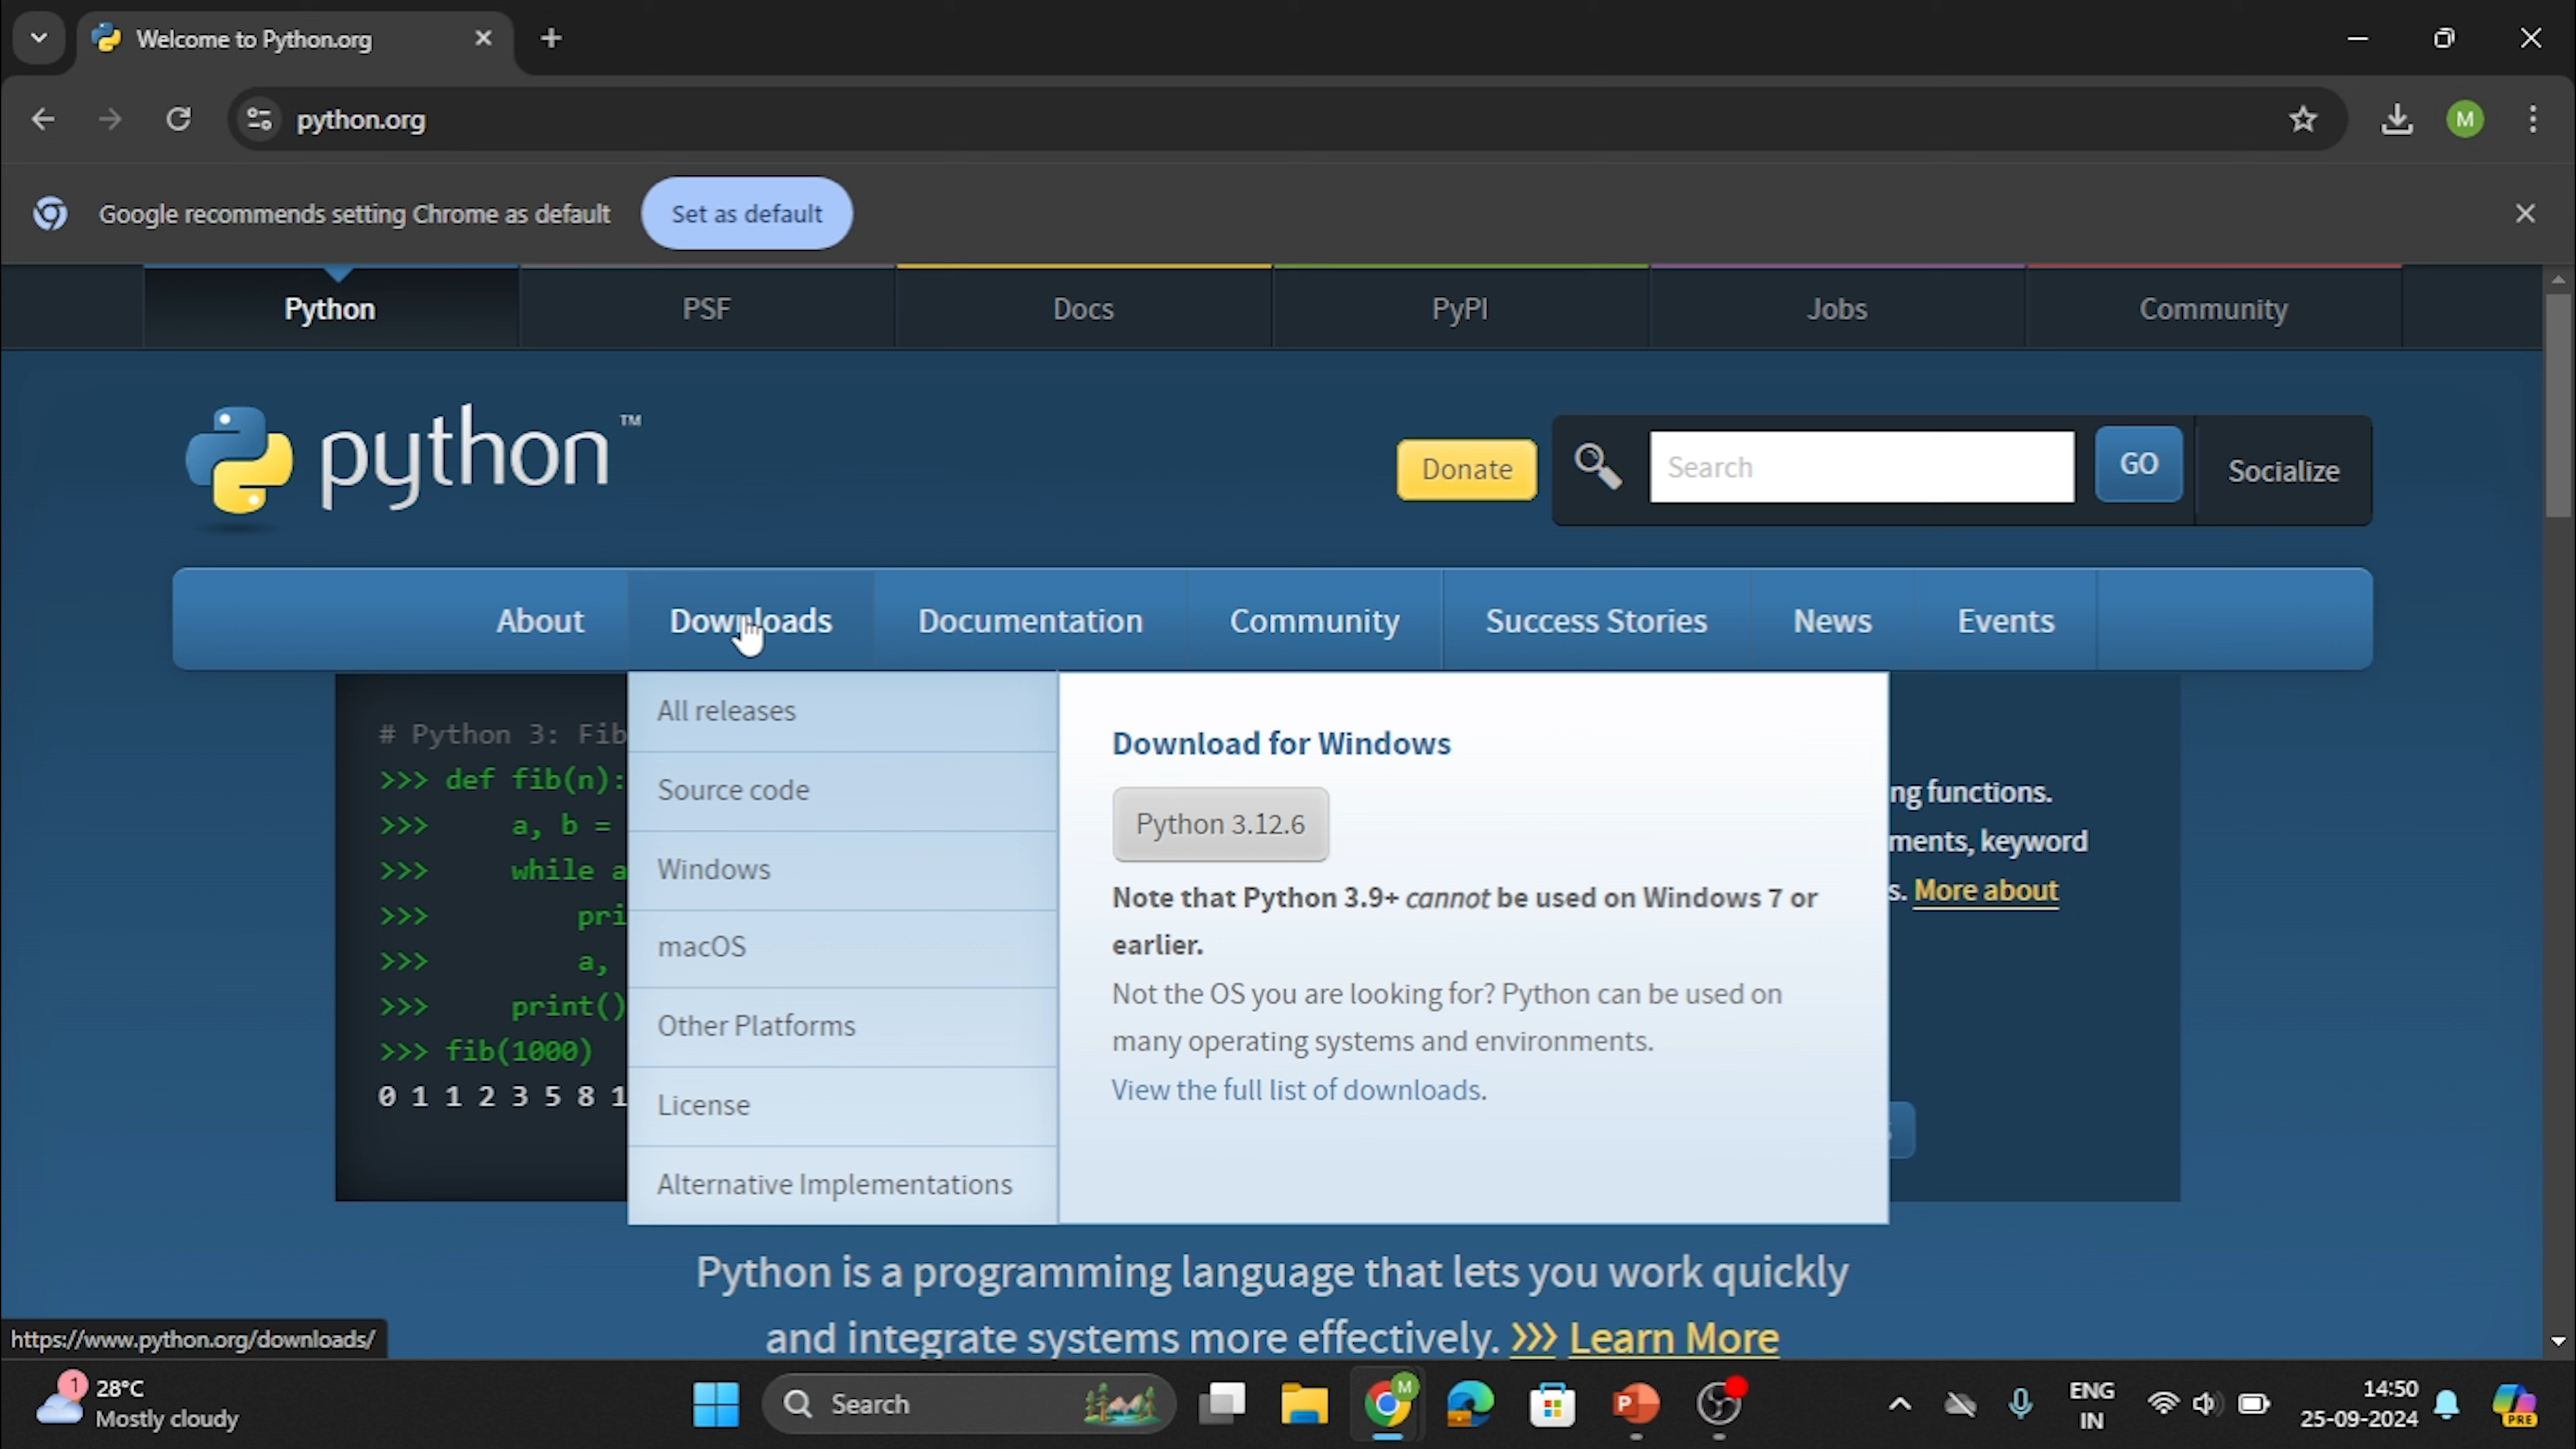 Welcome to Python.org
python.org
M
Google recommends setting Chrome as default
Set as default
Python
PSF
Docs
PyPI
Jobs
Community
python
TM
Donate
Search
GO
Socialize
About
Downloads
Documentation
Community
Success Stories
News
Events
# Python 3: Fib
>>> def fib(n):
>>> a, b =
>>> while a
>>> pri
>>> a,
>>> print()
>>> fib(1000)
0 1 1 2 3 5 8 1
All releases
Source code
Windows
macOS
Other Platforms
License
Alternative Implementations
Download for Windows
Python 3.12.6
Note that Python 3.9+ cannot be used on Windows 7 or
earlier.
Not the OS you are looking for? Python can be used on
many operating systems and environments.
View the full list of downloads.
ng functions.
ments, keyword
s. More about
Python is a programming language that lets you work quickly
and integrate systems more effectively. >>> Learn More
https://www.python.org/downloads/
1
28°C
Mostly cloudy
Search
M
P
ENG
IN
14:50
25-09-2024
PRE